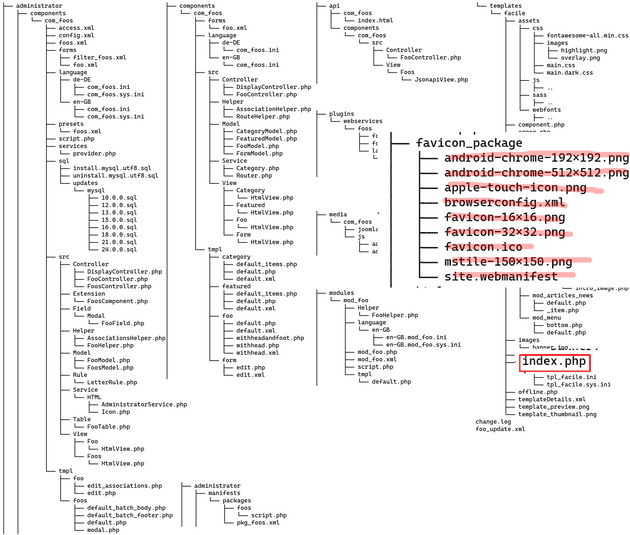 administrator
components
com_foos
access.xml
config.xml
foos.xml
forms
filter_foos.xml
foo.xml
language
de-DE
com_foos.ini
com_foos.sys.ini
en-GB
com_foos.ini
com_foos.sys.ini
presets
foos.xml
script.php
services
provider.php
sql
install.mysql.utf8.sql
uninstall.mysql.utf8.sql
updates
mysql
10.0.0.sql
12.0.0.sql
13.0.0.sql
15.0.0.sql
16.0.0.sql
18.0.0.sql
21.0.0.sql
24.0.0.sql
src
Controller
DisplayController.php
FooController.php
FoosController.php
Extension
FoosComponent.php
Field
Modal
FooField.php
Helper
AssociationsHelper.php
FooHelper.php
Model
FooModel.php
FoosModel.php
Rule
LetterRule.php
Service
HTML
AdministratorService.php
Icon.php
Table
FooTable.php
View
Foo
HtmlView.php
Foos
HtmlView.php
tmpl
foo
edit_associations.php
edit.php
foos
default_batch_body.php
default_batch_footer.php
default.php
modal.php
components
com_foos
forms
foo.xml
language
de-DE
com_foos.ini
en-GB
com_foos.ini
src
Controller
DisplayController.php
FooController.php
Helper
AssociationHelper.php
RouteHelper.php
Model
CategoryModel.php
FeaturedModel.php
FooModel.php
FormModel.php
Service
Category.php
Router.php
View
Category
HtmlView.php
Featured
HtmlView.php
Foo
HtmlView.php
Form
HtmlView.php
tmpl
category
default_items.php
default.php
default.xml
featured
default_items.php
default.php
default.xml
foo
default.php
default.xml
withheadandfoot.php
withhead.php
withhead.xml
form
edit.php
edit.xml
administrator
manifests
packages
foos
script.php
pkg_foos.xml
api
com_foos
index.html
components
com_foos
src
Controller
FooController.php
View
Foos
JsonapiView.php
plugins
webservices
foos
media
com_foos
modules
mod_foo
Helper
FooHelper.php
language
en-GB
en-GB.mod_foo.ini
en-GB.mod_foo.sys.ini
mod_foo.php
mod_foo.xml
script.php
tmpl
default.php
templates
facile
assets
css
fontawesome-all.min.css
images
highlight.png
overlay.png
main.css
main.dark.css
js
..
sass
..
webfonts
..
component.php
favicon_package
android-chrome-192×192.png
android-chrome-512×512.png
apple-touch-icon.png
browserconfig.xml
favicon-16×16.png
favicon-32×32.png
favicon.ico
mstile-150×150.png
site.webmanifest
mod_articles_news
default.php
_item.php
mod_menu
bottom.php
default.php
images
index.php
tpl_facile.ini
tpl_facile.sys.ini
offline.php
templateDetails.xml
template_preview.png
template_thumbnail.png
change.log
foo_update.xml